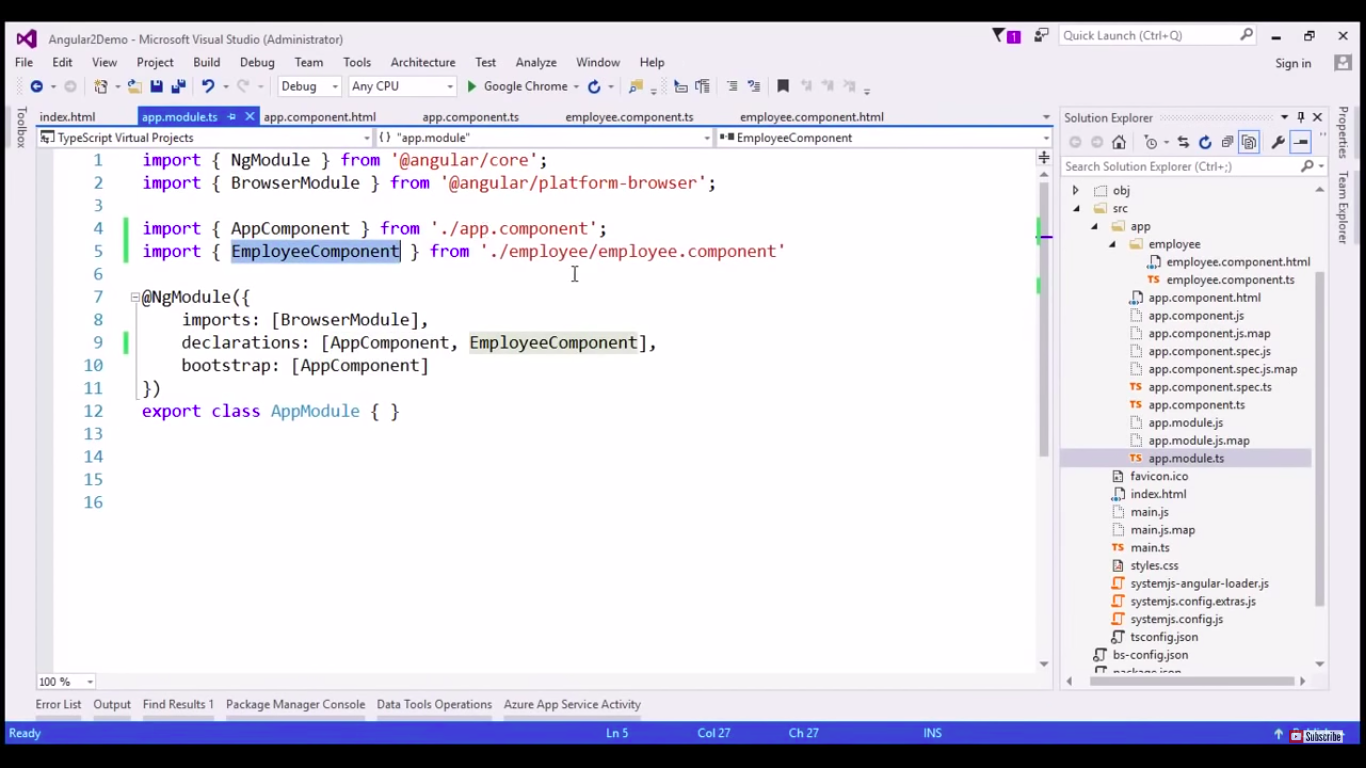 Angular2Demo - Microsoft Visual Studio (Administrator)
1
Quick Launch (Ctrl+Q)
File Edit View Project Build Debug Team Tools Architecture Test Analyze Window Help
Sign in
Debug Any CPU Google Chrome
Toolbox
index.html app.module.ts app.component.html app.component.ts employee.component.ts employee.component.html
TypeScript Virtual Projects {} "app.module" EmployeeComponent
1 import { NgModule } from '@angular/core';
2 import { BrowserModule } from '@angular/platform-browser';
3
4 import { AppComponent } from './app.component';
5 import { EmployeeComponent } from './employee/employee.component'
6
7 @NgModule({
8 imports: [BrowserModule],
9 declarations: [AppComponent, EmployeeComponent],
10 bootstrap: [AppComponent]
11 })
12 export class AppModule { }
13
14
15
16
100 %
Solution Explorer
Search Solution Explorer (Ctrl+;)
obj
src
app
employee
employee.component.html
TS employee.component.ts
app.component.html
app.component.js
app.component.js.map
app.component.spec.js
app.component.spec.js.map
TS app.component.spec.ts
TS app.component.ts
app.module.js
app.module.js.map
TS app.module.ts
favicon.ico
index.html
main.js
main.js.map
TS main.ts
styles.css
systemjs-angular-loader.js
systemjs.config.extras.js
systemjs.config.js
tsconfig.json
bs-config.json
package.json
Properties
Team Explorer
Error List Output Find Results 1 Package Manager Console Data Tools Operations Azure App Service Activity
Ready Ln 5 Col 27 Ch 27 INS
Subscribe